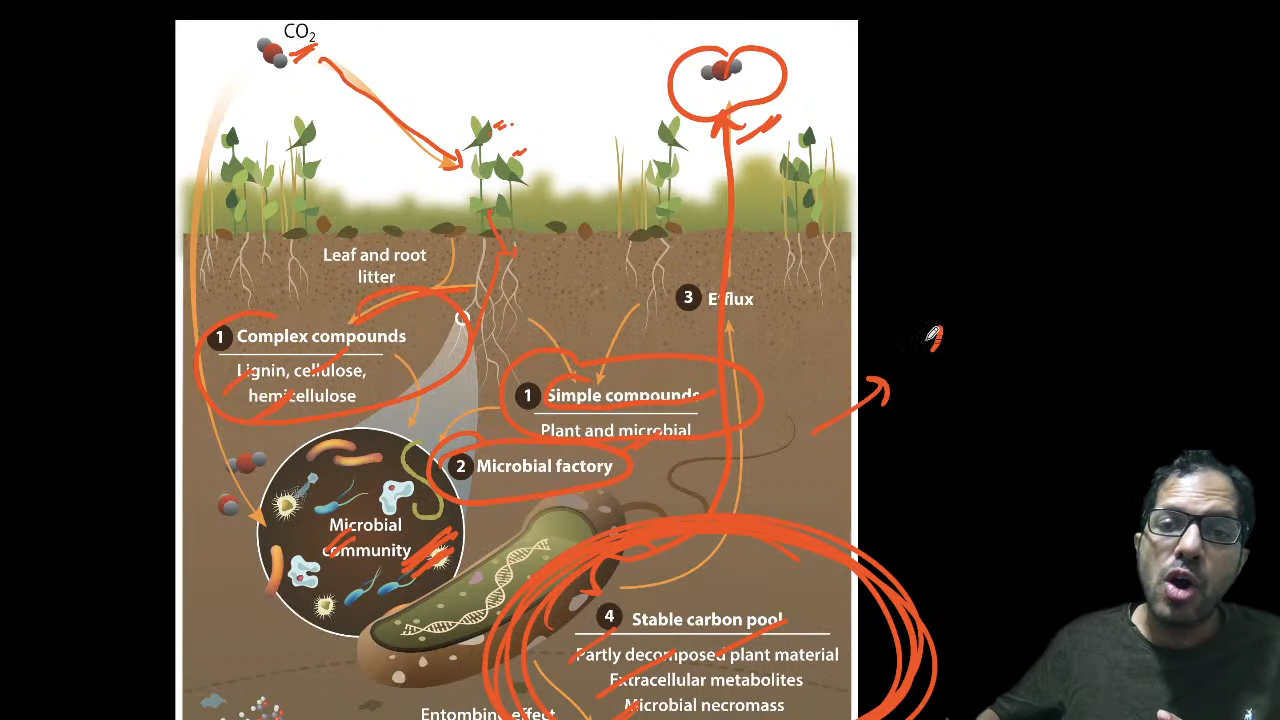 CO₂
Leaf and root
litter
1 Complex compounds
Lignin, cellulose,
hemicellulose
3 Efflux
1 Simple compounds
Plant and microbial
2 Microbial factory
Microbial
community
4 Stable carbon pool
Partly decomposed plant material
Extracellular metabolites
Microbial necromass
Entombing effect